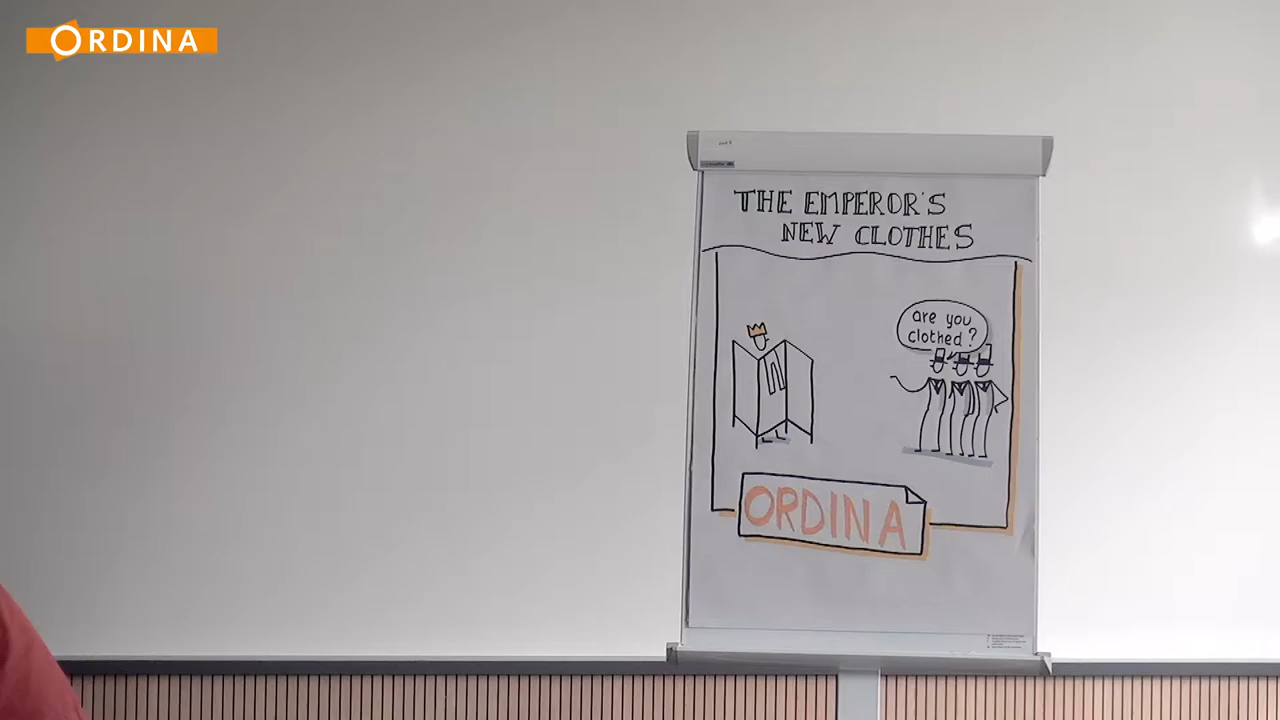 ORDINA
THE EMPEROR'S
NEW CLOTHES
are you
clothed?
ORDINA